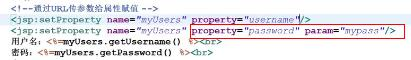 <!--通过URL传参数给属性赋值 -->
<jsp:setProperty name="myUsers" property="username"/>
<jsp:setProperty name="myUsers" property="password" param="mypass"/>
用户名：<%=myUsers.getUsername() %><br>
密码：<%=myUsers.getPassword() %><br>